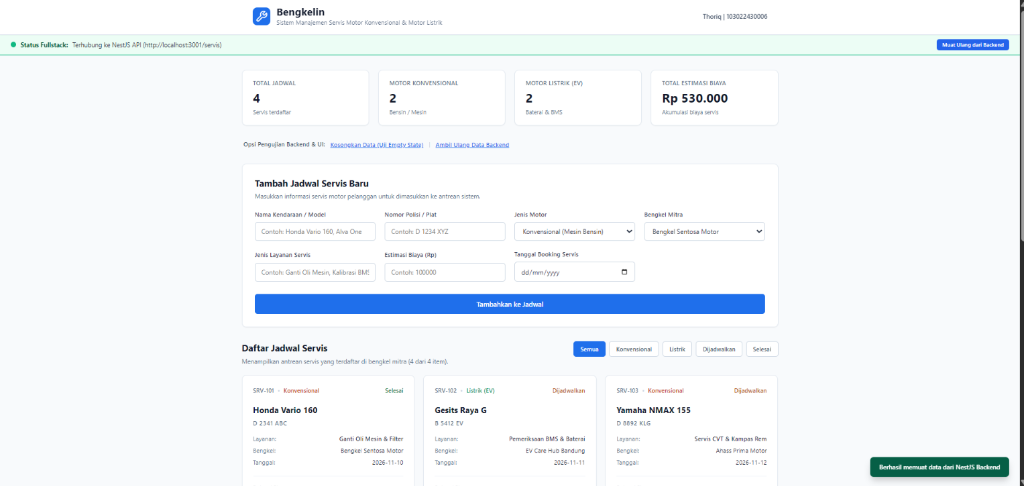 Bengkelin
Sistem Manajemen Servis Motor Konvensional & Motor Listrik
Thoriq | 103022430006
Status Fullstack: Terhubung ke NestJS API (http://localhost:3001/servis)
Muat Ulang dari Backend
TOTAL JADWAL
4
Servis terdaftar
MOTOR KONVENSIONAL
2
Bensin / Mesin
MOTOR LISTRIK (EV)
2
Baterai & BMS
TOTAL ESTIMASI BIAYA
Rp 530.000
Akumulasi biaya servis
Opsi Pengujian Backend & UI: Kosongkan Data (Uji Empty State) | Ambil Ulang Data Backend
Tambah Jadwal Servis Baru
Masukkan informasi servis motor pelanggan untuk dimasukkan ke antrean sistem.
Nama Kendaraan / Model
Contoh: Honda Vario 160, Alva One
Nomor Polisi / Plat
Contoh: D 1234 XYZ
Jenis Motor
Konvensional (Mesin Bensin)
Bengkel Mitra
Bengkel Sentosa Motor
Jenis Layanan Servis
Contoh: Ganti Oli Mesin, Kalibrasi BMS
Estimasi Biaya (Rp)
Contoh: 100000
Tanggal Booking Servis
dd/mm/yyyy
Tambahkan ke Jadwal
Daftar Jadwal Servis
Menampilkan antrean servis yang terdaftar di bengkel mitra (4 dari 4 item).
Semua
Konvensional
Listrik
Dijadwalkan
Selesai
SRV-101 • Konvensional Selesai
Honda Vario 160
D 2341 ABC
Layanan: Ganti Oli Mesin & Filter
Bengkel: Bengkel Sentosa Motor
Tanggal: 2026-11-10
SRV-102 • Listrik (EV) Dijadwalkan
Gesits Raya G
B 5412 EV
Layanan: Pemeriksaan BMS & Baterai
Bengkel: EV Care Hub Bandung
Tanggal: 2026-11-11
SRV-103 • Konvensional Dijadwalkan
Yamaha NMAX 155
D 8892 KLG
Layanan: Servis CVT & Kampas Rem
Bengkel: Ahass Prima Motor
Tanggal: 2026-11-12
Berhasil memuat data dari NestJS Backend